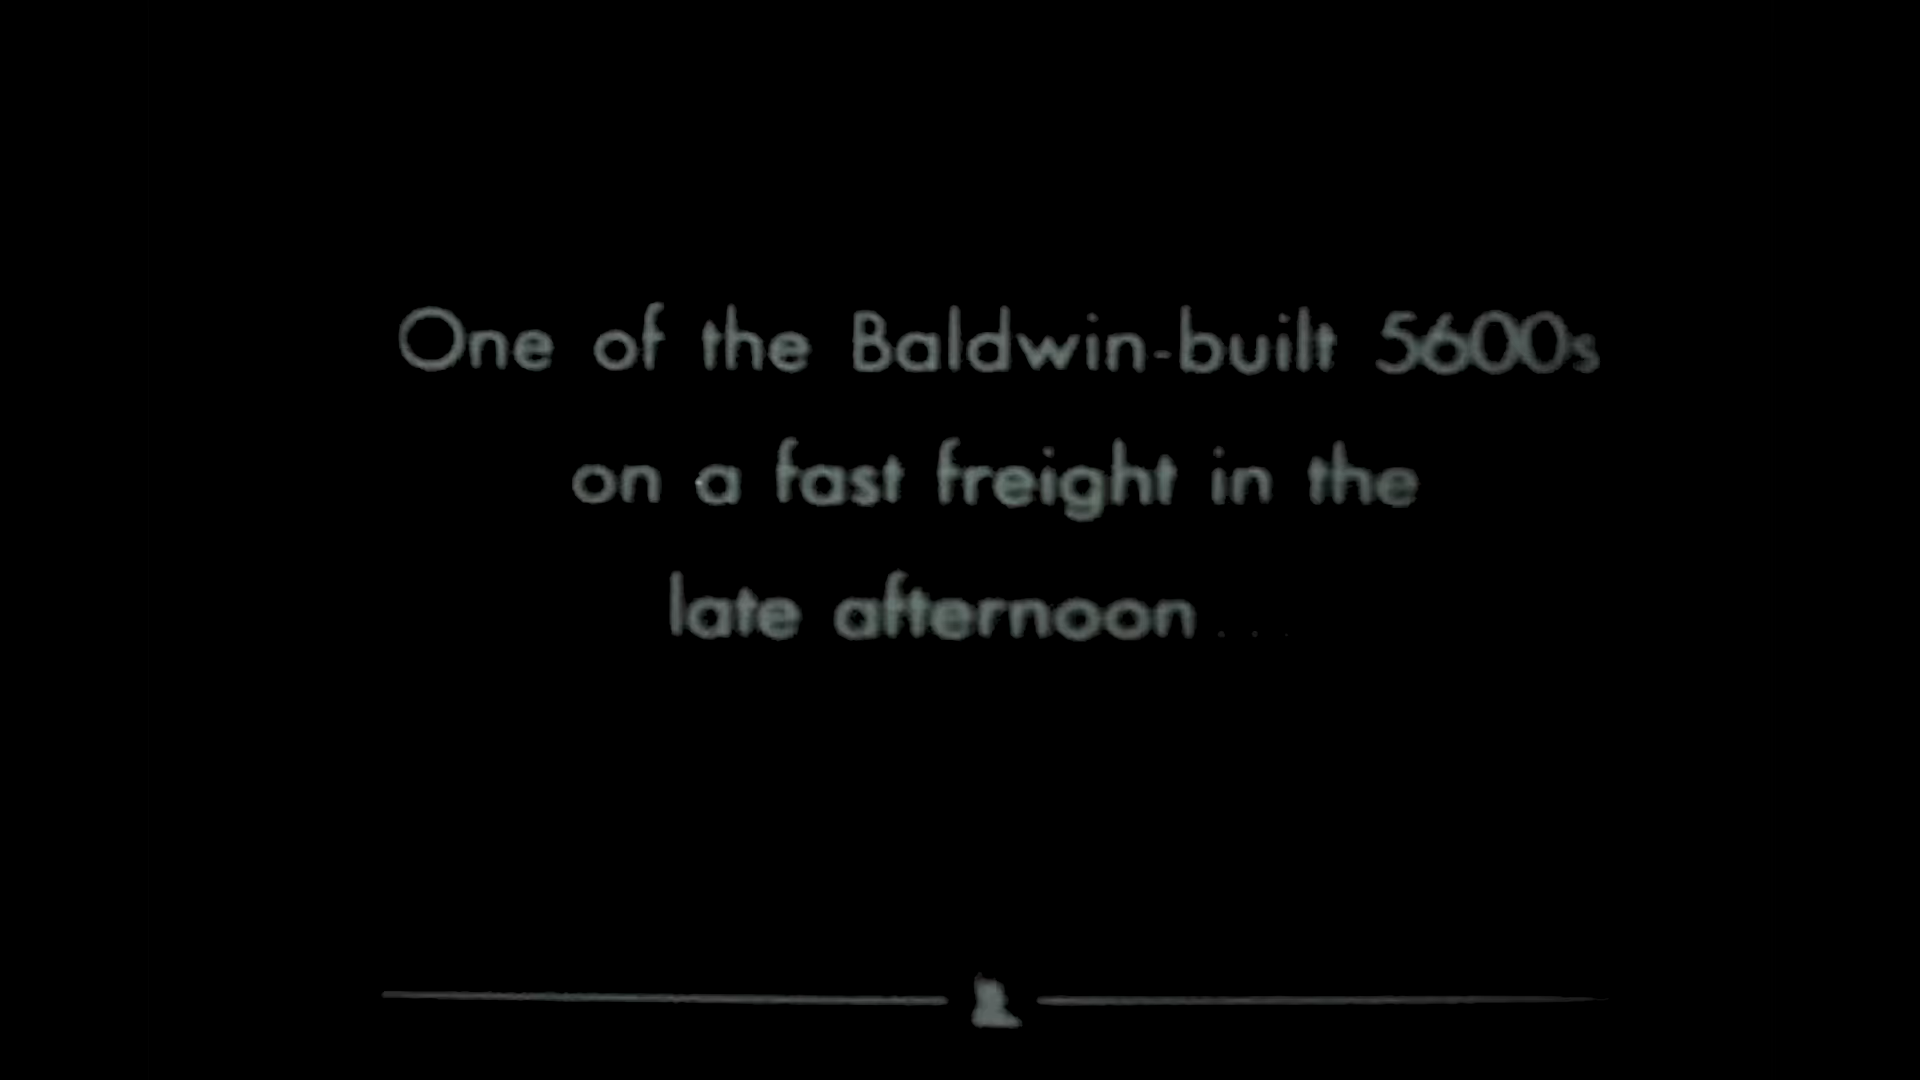 One of the Baldwin-built 5600s
on a fast freight in the
late afternoon . . .